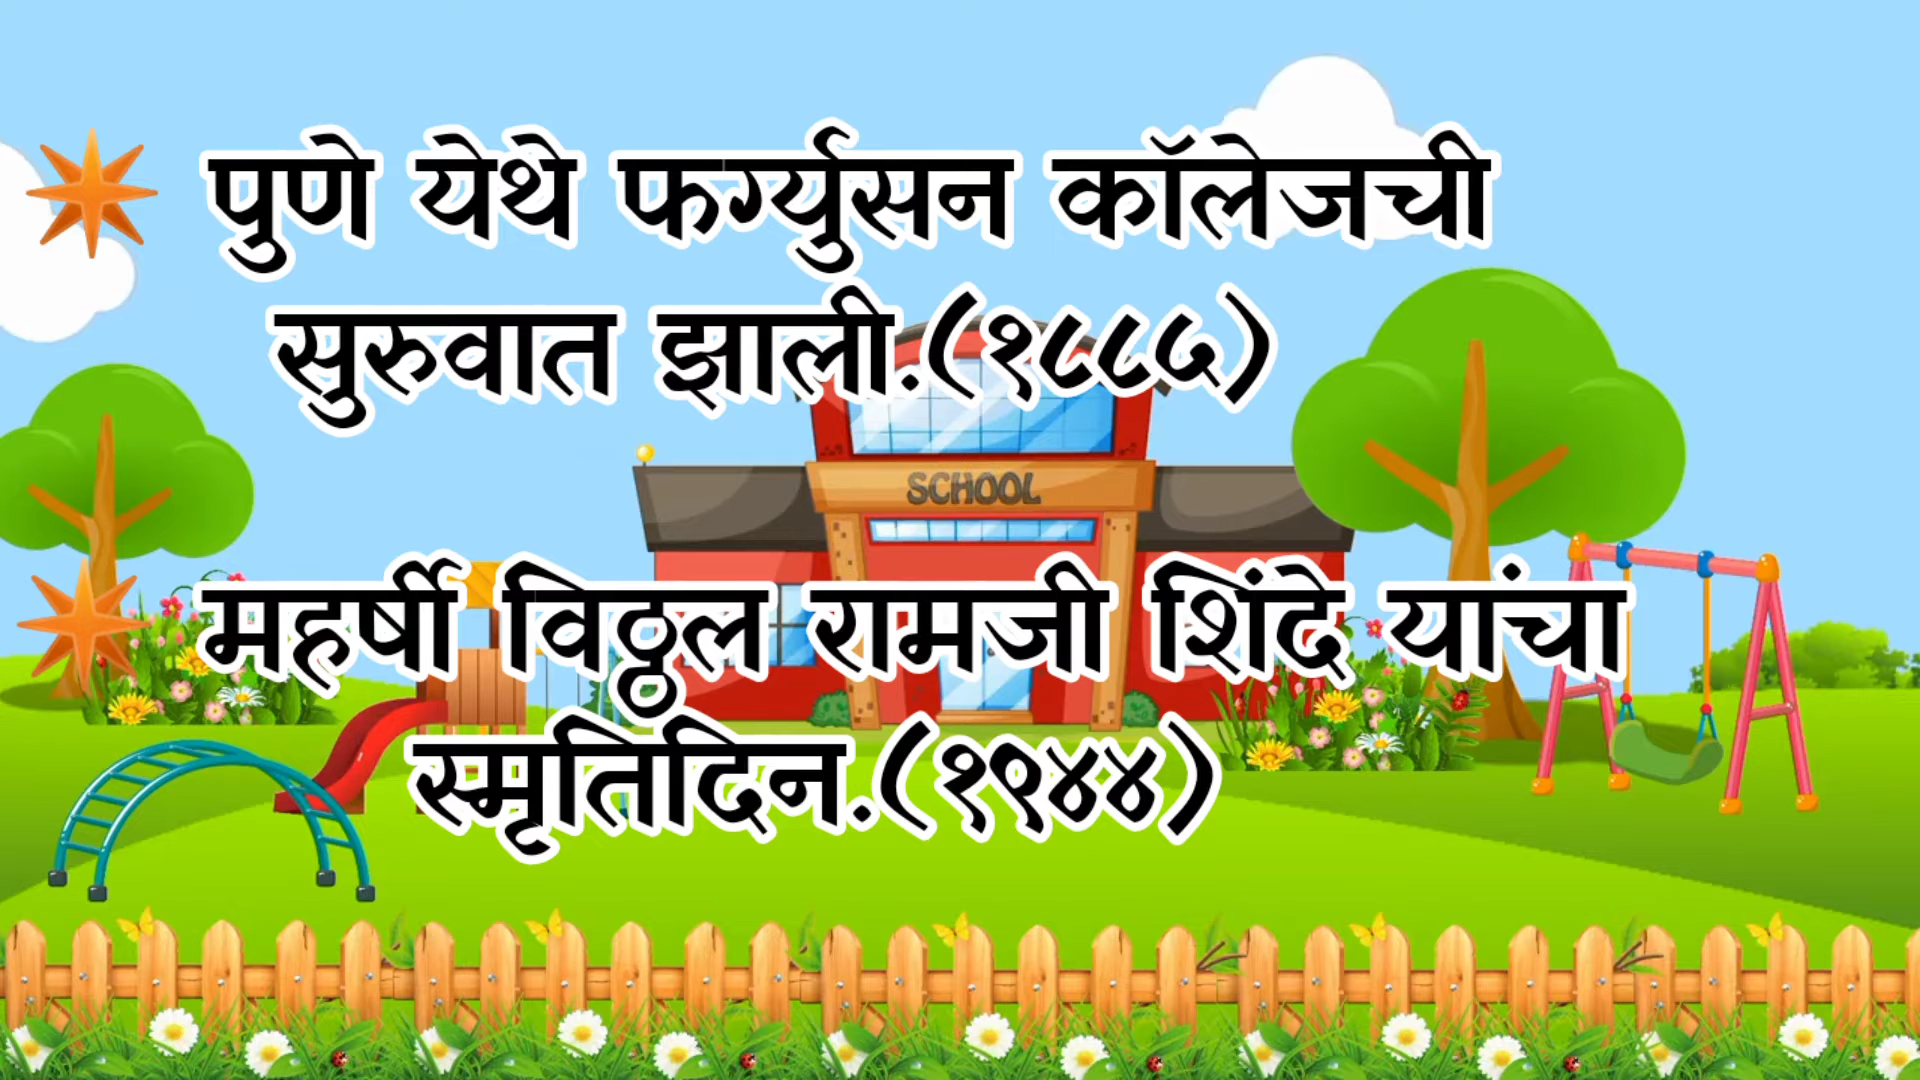 पुणे येथे फर्ग्युसन कॉलेजची
सुरुवात झाली.(१८८५)
SCHOOL
महर्षी विठ्ठल रामजी शिंदे यांचा
स्मृतिदिन.(१९४४)